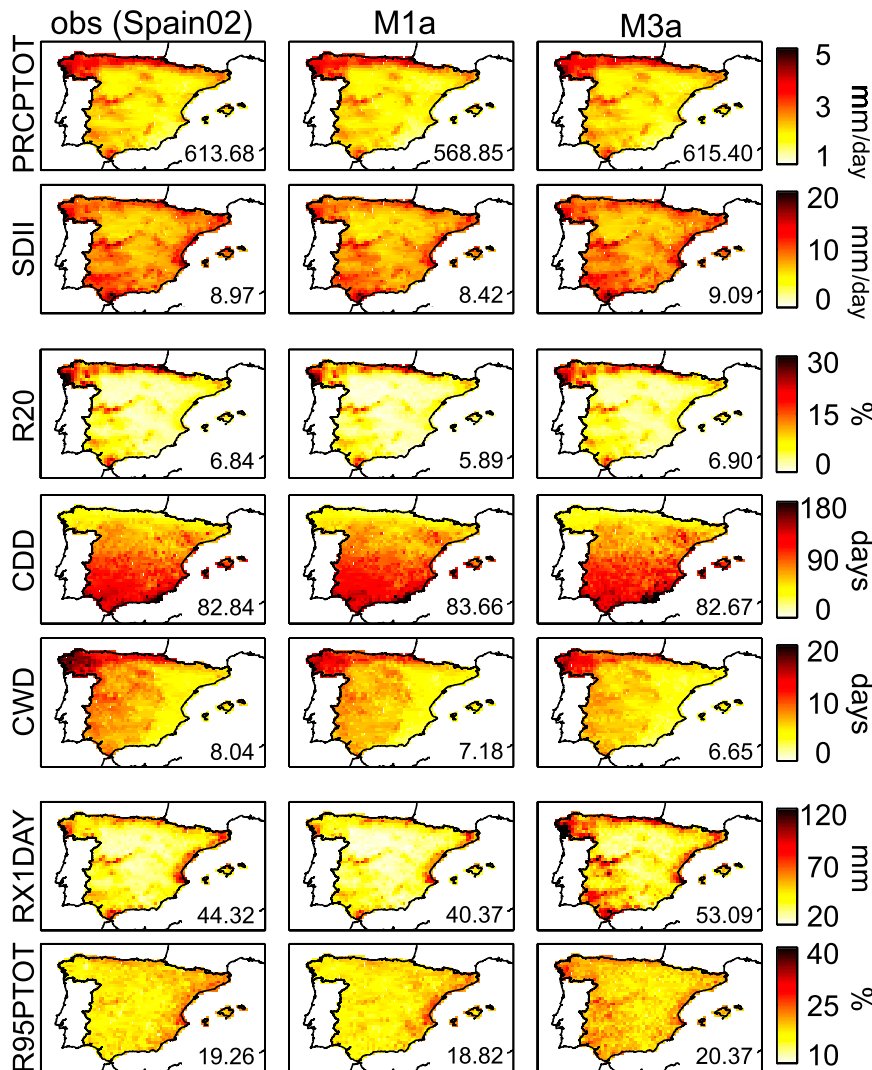 obs (Spain02) M1a M3a
PRCPTOT 613.68 568.85 615.40 5 3 1 mm/day
SDII 8.97 8.42 9.09 20 10 0 mm/day
R20 6.84 5.89 6.90 30 15 0 %
CDD 82.84 83.66 82.67 180 90 0 days
CWD 8.04 7.18 6.65 20 10 0 days
RX1DAY 44.32 40.37 53.09 120 70 20 mm
R95PTOT 19.26 18.82 20.37 40 25 10 %